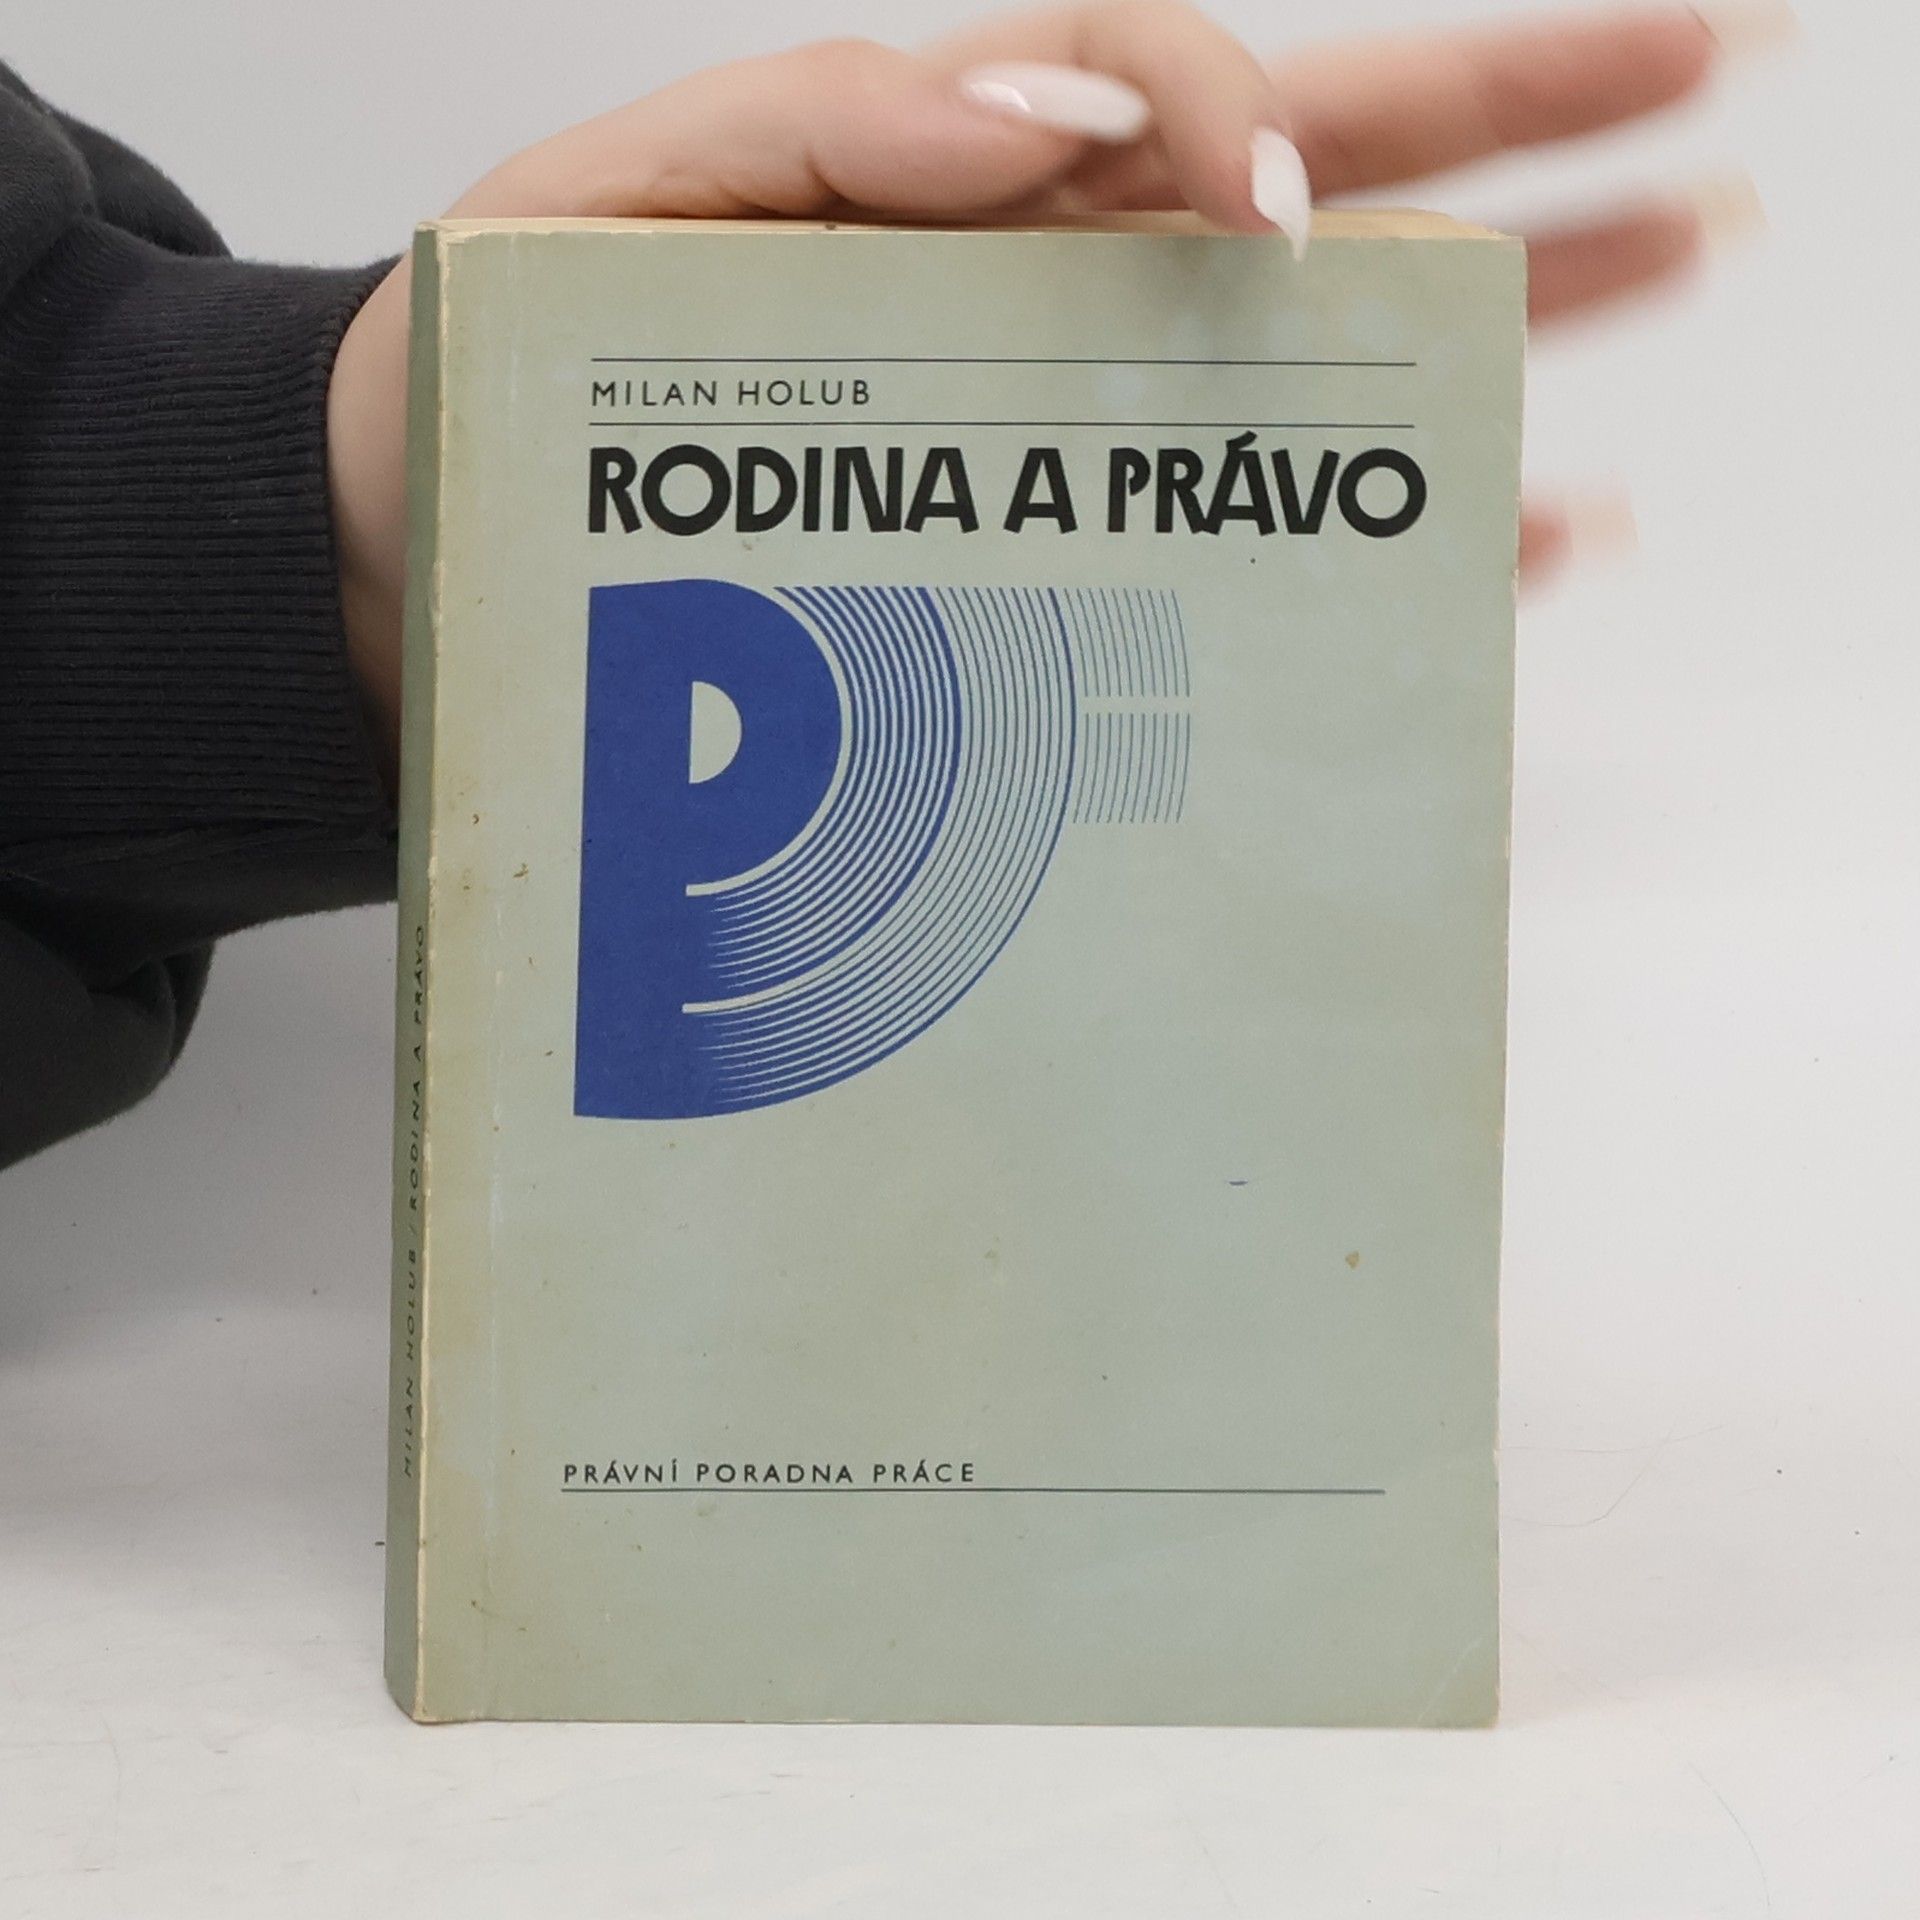 MILAN HOLUB
RODINA A PRÁVO
PRÁVNÍ PORADNA PRÁCE
MILAN HOLUB / RODINA A PRÁVO